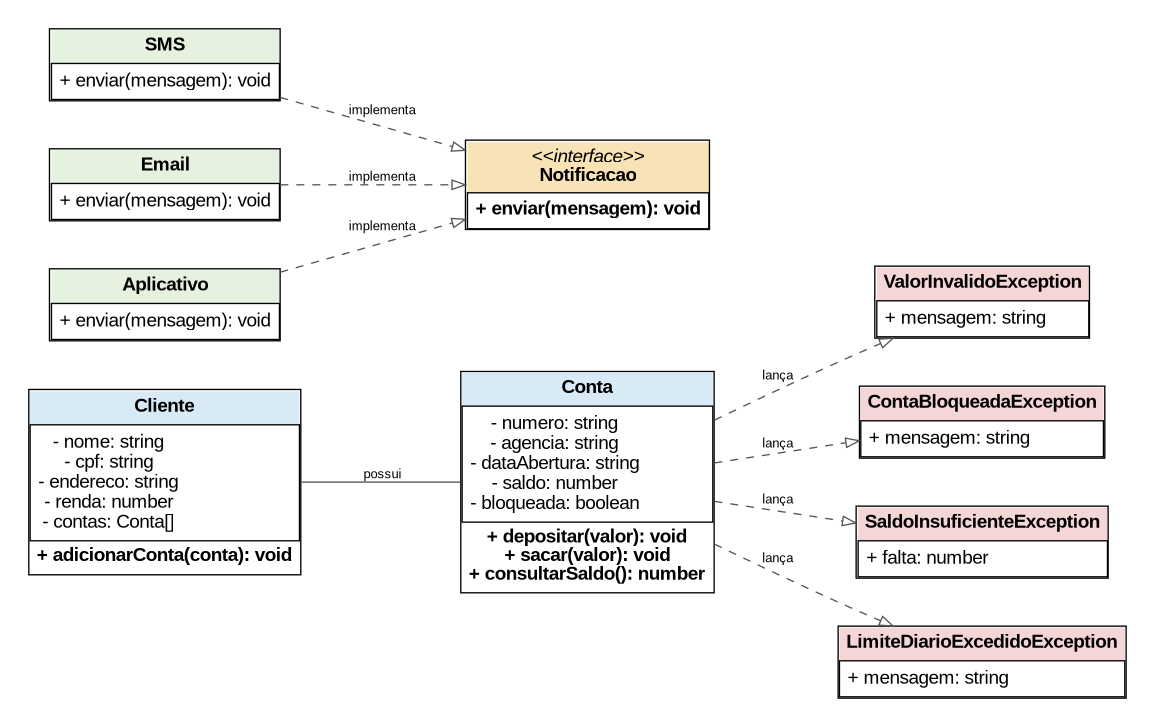 SMS
+ enviar(mensagem): void
implementa
Email
+ enviar(mensagem): void
implementa
Aplicativo
+ enviar(mensagem): void
implementa
<<interface>>
Notificacao
+ enviar(mensagem): void
Cliente
- nome: string
- cpf: string
- endereco: string
- renda: number
- contas: Conta[]
+ adicionarConta(conta): void
possui
Conta
- numero: string
- agencia: string
- dataAbertura: string
- saldo: number
- bloqueada: boolean
+ depositar(valor): void
+ sacar(valor): void
+ consultarSaldo(): number
lança
ValorInvalidoException
+ mensagem: string
lança
ContaBloqueadaException
+ mensagem: string
lança
SaldoInsuficienteException
+ falta: number
lança
LimiteDiarioExcedidoException
+ mensagem: string